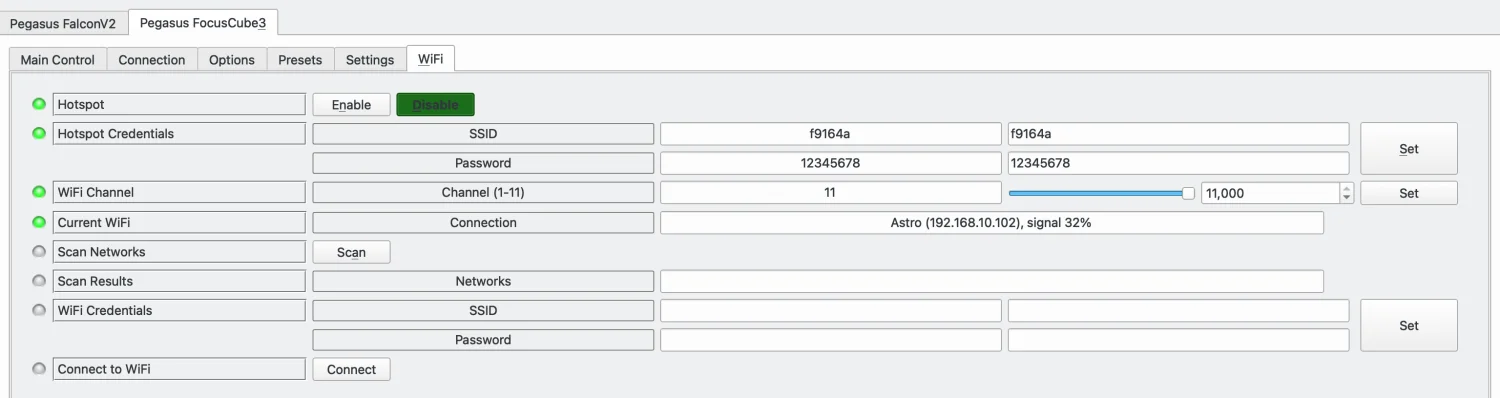 Pegasus FalconV2 Pegasus FocusCube3
Main Control Connection Options Presets Settings WiFi
Hotspot Enable Disable
Hotspot Credentials SSID f9164a f9164a Set
Password 12345678 12345678
WiFi Channel Channel (1-11) 11 11,000 Set
Current WiFi Connection Astro (192.168.10.102), signal 32%
Scan Networks Scan
Scan Results Networks
WiFi Credentials SSID Set
Password
Connect to WiFi Connect